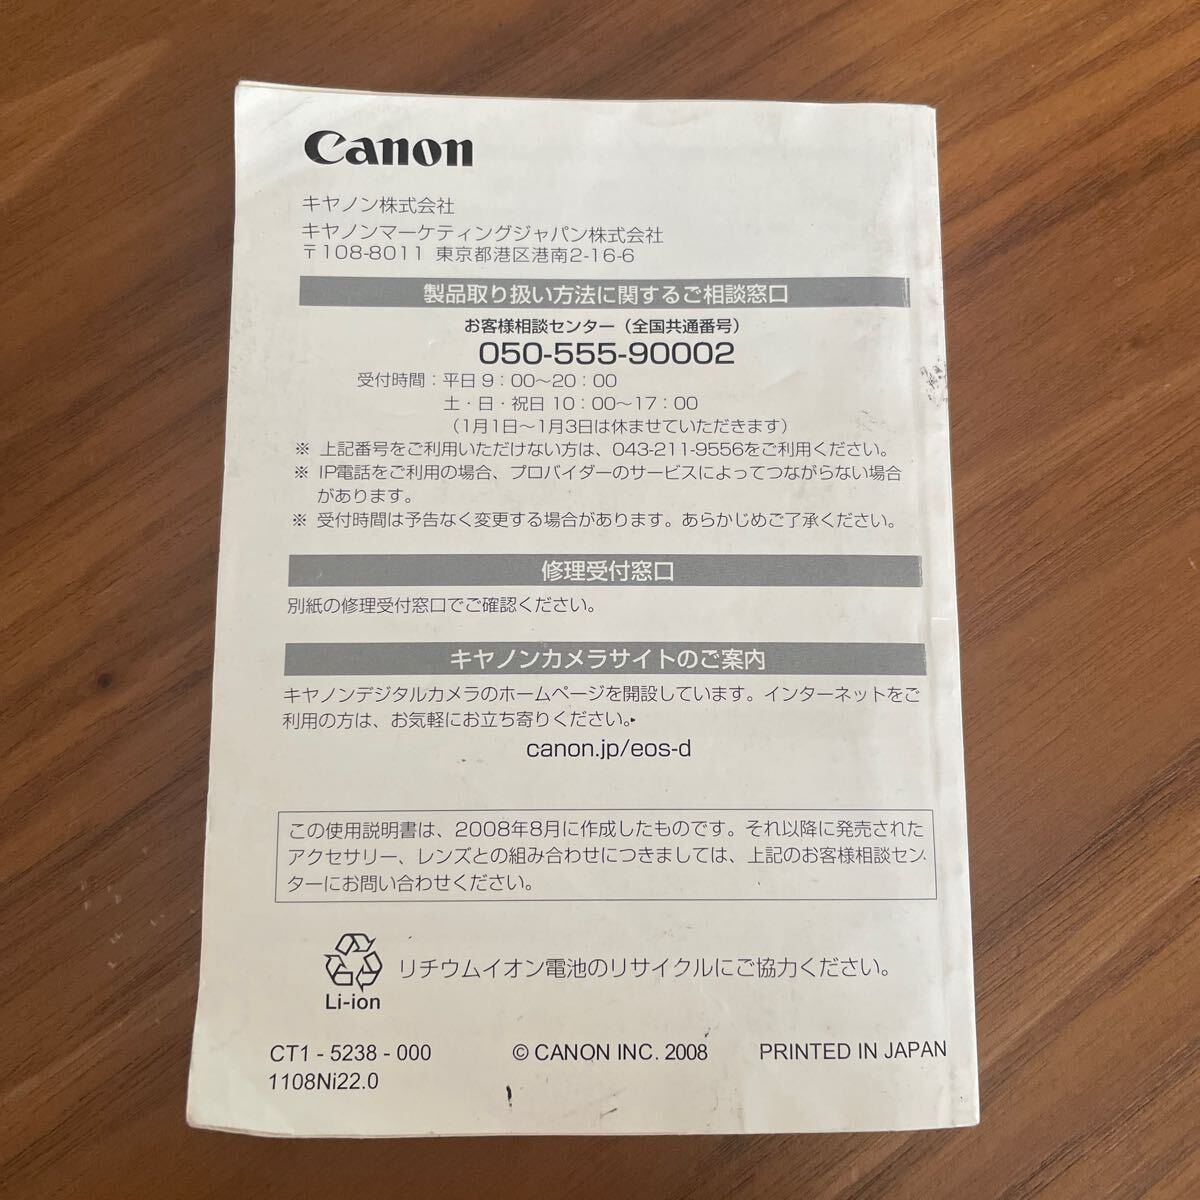 Canon
キヤノン株式会社
キヤノンマーケティングジャパン株式会社
〒108-8011 東京都港区港南2-16-6
製品取り扱い方法に関するご相談窓口
お客様相談センター（全国共通番号）
050-555-90002
受付時間：平日 9：00～20：00
土・日・祝日 10：00～17：00
（1月1日～1月3日は休ませていただきます）
※ 上記番号をご利用いただけない方は、043-211-9556をご利用ください。
※ IP電話をご利用の場合、プロバイダーのサービスによってつながらない場合
があります。
※ 受付時間は予告なく変更する場合があります。あらかじめご了承ください。
修理受付窓口
別紙の修理受付窓口でご確認ください。
キヤノンカメラサイトのご案内
キヤノンデジタルカメラのホームページを開設しています。インターネットをご
利用の方は、お気軽にお立ち寄りください。
canon.jp/eos-d
この使用説明書は、2008年8月に作成したものです。それ以降に発売された
アクセサリー、レンズとの組み合わせにつきましては、上記のお客様相談セン
ターにお問い合わせください。
リチウムイオン電池のリサイクルにご協力ください。
Li-ion
CT1 - 5238 - 000 © CANON INC. 2008 PRINTED IN JAPAN
1108Ni22.0